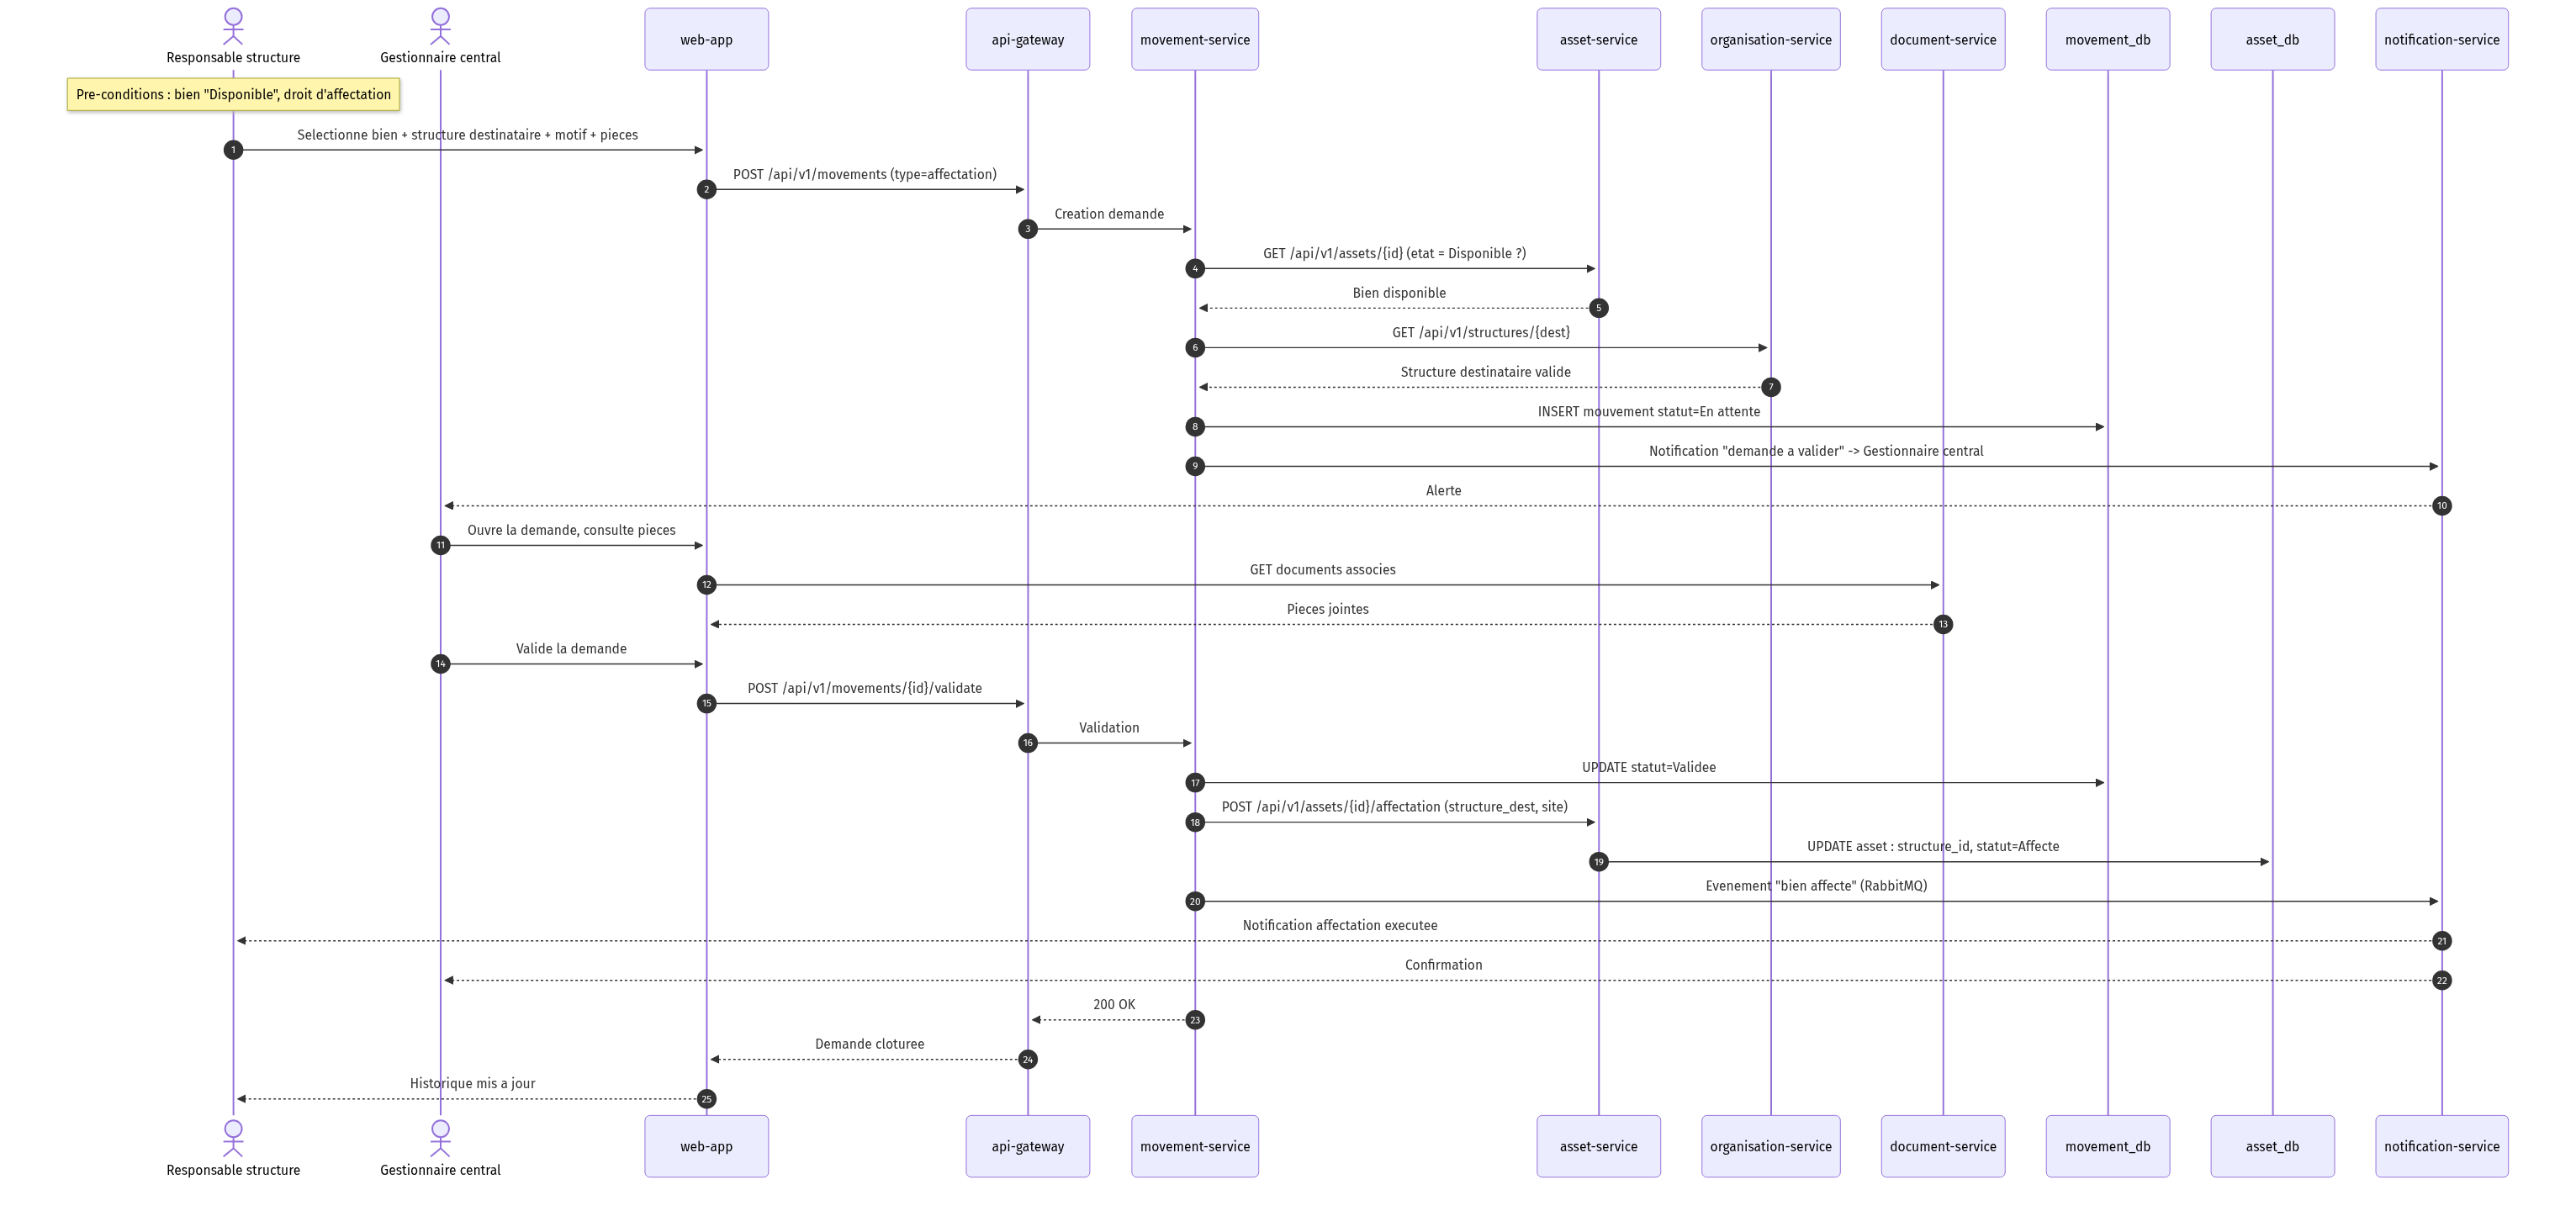 Responsable structure
Gestionnaire central
web-app
api-gateway
movement-service
asset-service
organisation-service
document-service
movement_db
asset_db
notification-service
Pre-conditions : bien "Disponible", droit d'affectation
Selectionne bien + structure destinataire + motif + pieces
1
POST /api/v1/movements (type=affectation)
2
Creation demande
3
GET /api/v1/assets/{id} (etat = Disponible ?)
4
Bien disponible
5
GET /api/v1/structures/{dest}
6
Structure destinataire valide
7
INSERT mouvement statut=En attente
8
Notification "demande a valider" -> Gestionnaire central
9
Alerte
10
Ouvre la demande, consulte pieces
11
GET documents associes
12
Pieces jointes
13
Valide la demande
14
POST /api/v1/movements/{id}/validate
15
Validation
16
UPDATE statut=Validee
17
POST /api/v1/assets/{id}/affectation (structure_dest, site)
18
UPDATE asset : structure_id, statut=Affecte
19
Evenement "bien affecte" (RabbitMQ)
20
Notification affectation executee
21
Confirmation
22
200 OK
23
Demande cloturee
24
Historique mis a jour
25
Responsable structure
Gestionnaire central
web-app
api-gateway
movement-service
asset-service
organisation-service
document-service
movement_db
asset_db
notification-service